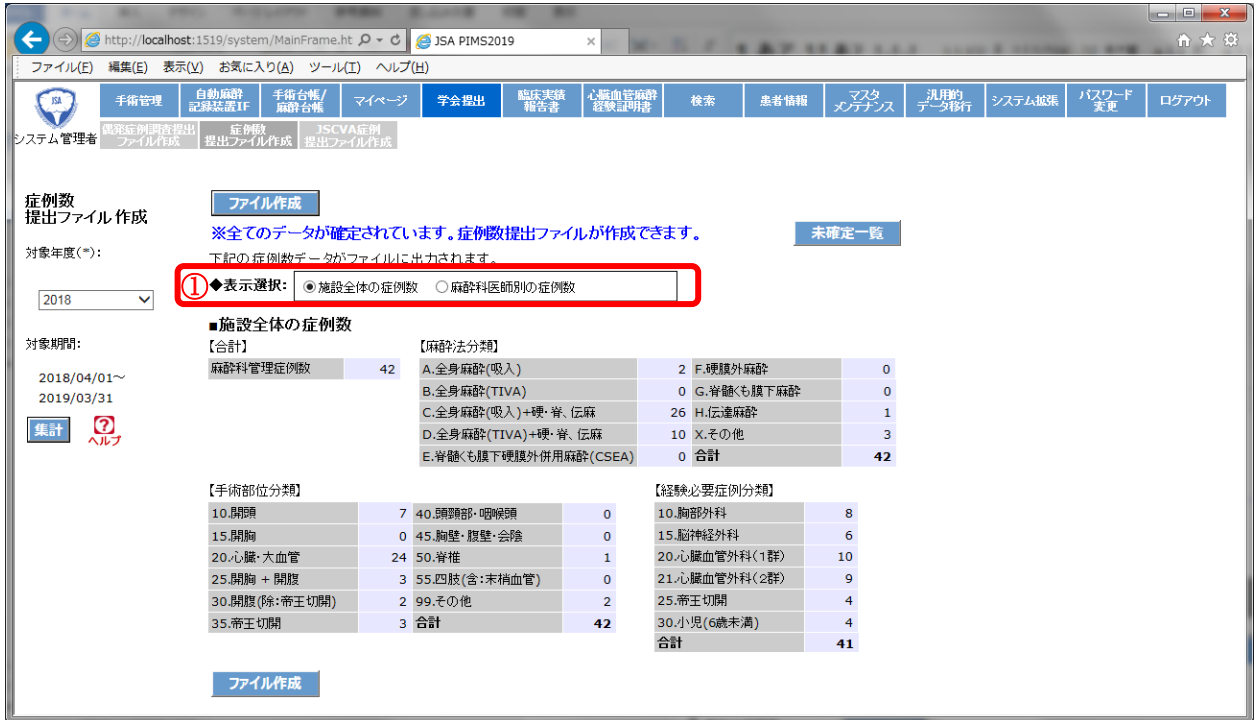 http://localhost:1519/system/MainFrame.ht
JSA PIMS2019
ファイル(F) 編集(E) 表示(V) お気に入り(A) ツール(I) ヘルプ(H)
JSA
システム管理者
手術管理
自動麻酔
記録装置IF
手術台帳/
麻酔台帳
マイページ
学会提出
臨床実績
報告書
心臓血管麻酔
経験証明書
検索
患者情報
マスタ
メンテナンス
汎用的
データ移行
システム拡張
パスワード
変更
ログアウト
偶発症例調査提出
ファイル作成
症例数
提出ファイル作成
JSCVA症例
提出ファイル作成
症例数
提出ファイル作成
対象年度(*):
2018
対象期間:
2018/04/01～
2019/03/31
集計
?
ヘルプ
ファイル作成
※全てのデータが確定されています。症例数提出ファイルが作成できます。
未確定一覧
下記の症例数データがファイルに出力されます。
①◆表示選択: 施設全体の症例数 麻酔科医師別の症例数
■施設全体の症例数
【合計】
麻酔科管理症例数 42
【麻酔法分類】
A.全身麻酔(吸入) 2 F.硬膜外麻酔 0
B.全身麻酔(TIVA) 0 G.脊髄くも膜下麻酔 0
C.全身麻酔(吸入)+硬・脊、伝麻 26 H.伝達麻酔 1
D.全身麻酔(TIVA)+硬・脊、伝麻 10 X.その他 3
E.脊髄くも膜下硬膜外併用麻酔(CSEA) 0 合計 42
【手術部位分類】
10.開頭 7 40.頭頸部・咽喉頭 0
15.開胸 0 45.胸壁・腹壁・会陰 0
20.心臓・大血管 24 50.脊椎 1
25.開胸 + 開腹 3 55.四肢(含:末梢血管) 0
30.開腹(除:帝王切開) 2 99.その他 2
35.帝王切開 3 合計 42
【経験必要症例分類】
10.胸部外科 8
15.脳神経外科 6
20.心臓血管外科(1群) 10
21.心臓血管外科(2群) 9
25.帝王切開 4
30.小児(6歳未満) 4
合計 41
ファイル作成